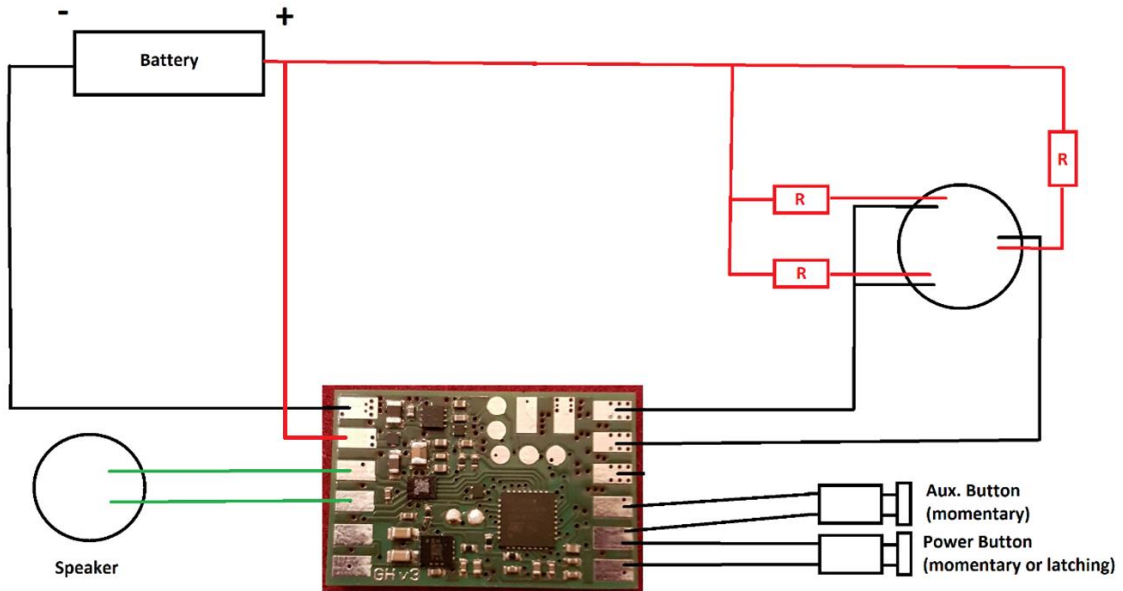 - +
Battery
R
R
R
Aux. Button
(momentary)
Power Button
(momentary or latching)
Speaker
GHv3